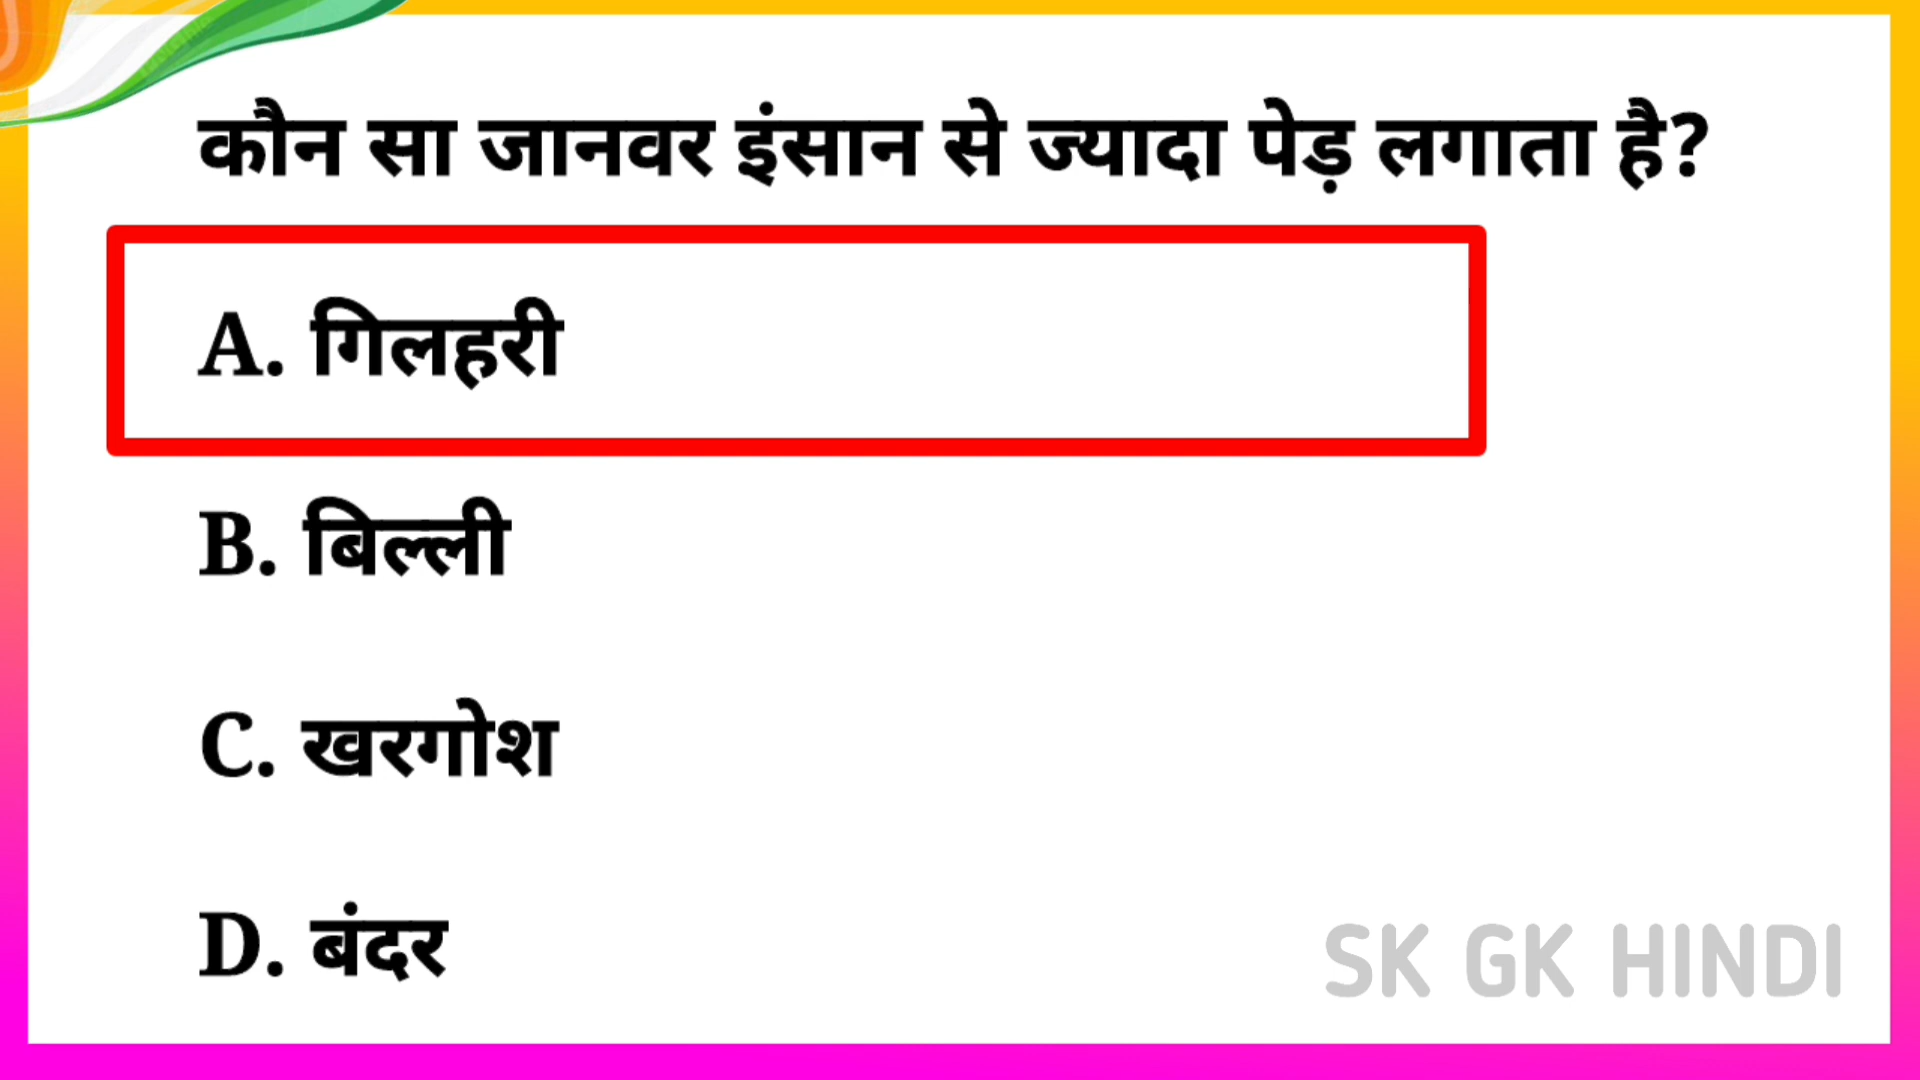 कौन सा जानवर इंसान से ज्यादा पेड़ लगाता है?
A. गिलहरी
B. बिल्ली
C. खरगोश
D. बंदर
SK GK HINDI